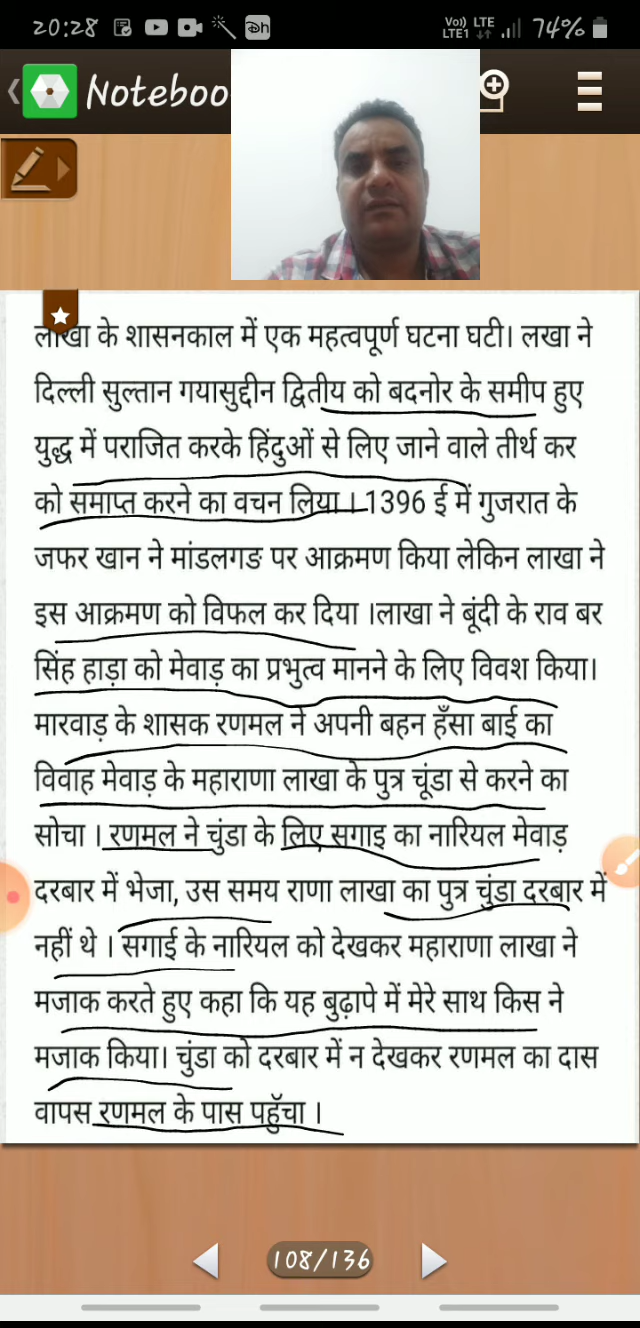 20:28
Vo)) LTE
LTE1
74%
Noteboo
लाखा के शासनकाल में एक महत्वपूर्ण घटना घटी। लखा ने
दिल्ली सुल्तान गयासुद्दीन द्वितीय को बदनोर के समीप हुए
युद्ध में पराजित करके हिंदुओं से लिए जाने वाले तीर्थ कर
को समाप्त करने का वचन लिया । 1396 ई में गुजरात के
जफर खान ने मांडलगङ पर आक्रमण किया लेकिन लाखा ने
इस आक्रमण को विफल कर दिया ।लाखा ने बूंदी के राव बर
सिंह हाड़ा को मेवाड़ का प्रभुत्व मानने के लिए विवश किया।
मारवाड़ के शासक रणमल ने अपनी बहन हँसा बाई का
विवाह मेवाड़ के महाराणा लाखा के पुत्र चूंडा से करने का
सोचा । रणमल ने चुंडा के लिए सगाइ का नारियल मेवाड़
दरबार में भेजा, उस समय राणा लाखा का पुत्र चुंडा दरबार में
नहीं थे । सगाई के नारियल को देखकर महाराणा लाखा ने
मजाक करते हुए कहा कि यह बुढ़ापे में मेरे साथ किस ने
मजाक किया। चुंडा को दरबार में न देखकर रणमल का दास
वापस रणमल के पास पहुॅचा ।
108/136